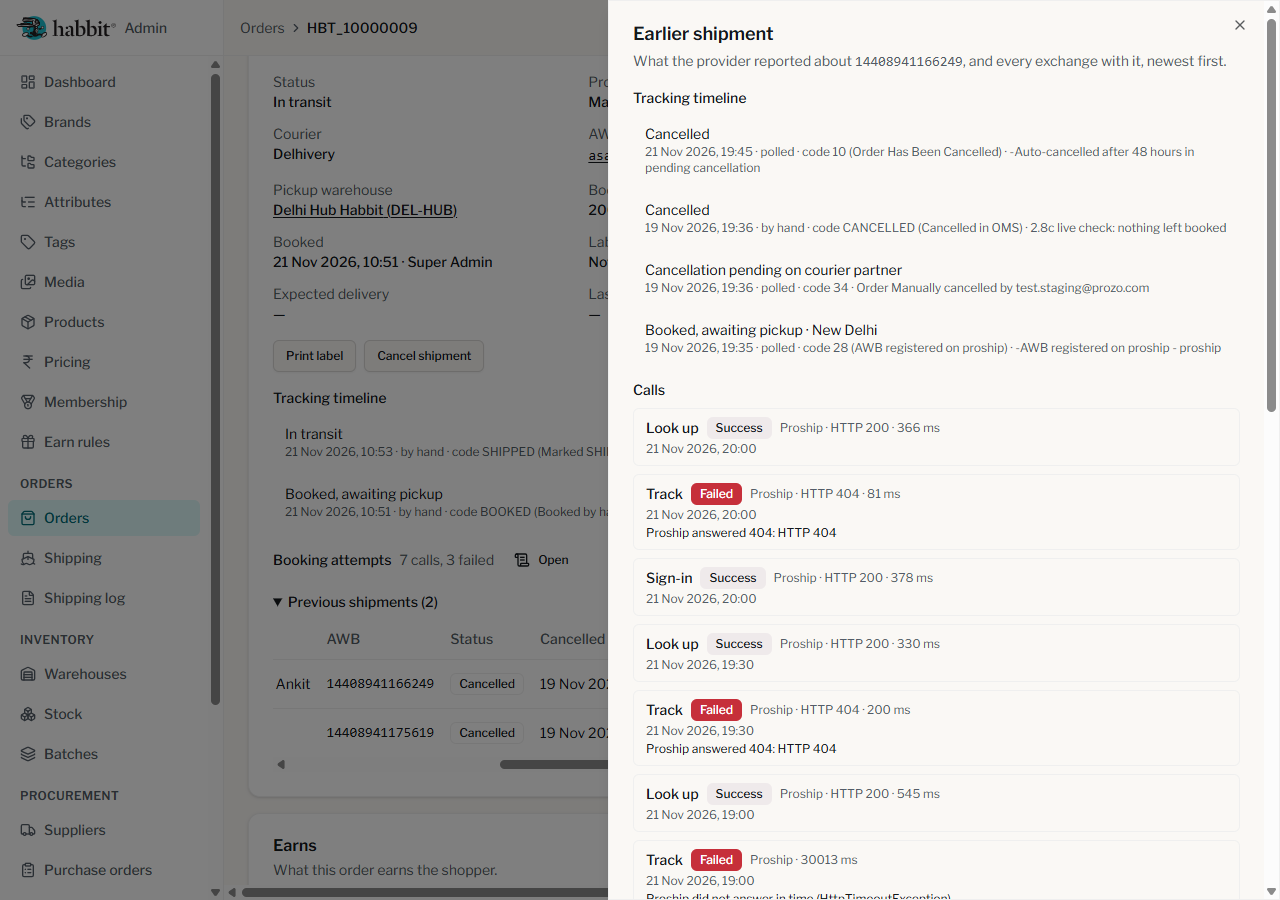 habbit® Admin
Orders > HBT_10000009
Dashboard
Brands
Categories
Attributes
Tags
Media
Products
Pricing
Membership
Earn rules
ORDERS
Orders
Shipping
Shipping log
INVENTORY
Warehouses
Stock
Batches
PROCUREMENT
Suppliers
Purchase orders
Status
In transit
Courier
Delhivery
Pickup warehouse
Delhi Hub Habbit (DEL-HUB)
Booked
21 Nov 2026, 10:51 · Super Admin
Expected delivery
—
Print label
Cancel shipment
Tracking timeline
In transit
21 Nov 2026, 10:53 · by hand · code SHIPPED (Marked SHI
Booked, awaiting pickup
21 Nov 2026, 10:51 · by hand · code BOOKED (Booked by ha
Booking attempts 7 calls, 3 failed Open
▼ Previous shipments (2)
AWB Status Cancelled
Ankit 14408941166249 Cancelled 19 Nov 202
14408941175619 Cancelled 19 Nov 202
Earns
What this order earns the shopper.
Earlier shipment
What the provider reported about 14408941166249, and every exchange with it, newest first.
Tracking timeline
Cancelled
21 Nov 2026, 19:45 · polled · code 10 (Order Has Been Cancelled) · -Auto-cancelled after 48 hours in
pending cancellation
Cancelled
19 Nov 2026, 19:36 · by hand · code CANCELLED (Cancelled in OMS) · 2.8c live check: nothing left booked
Cancellation pending on courier partner
19 Nov 2026, 19:36 · polled · code 34 · Order Manually cancelled by test.staging@prozo.com
Booked, awaiting pickup · New Delhi
19 Nov 2026, 19:35 · polled · code 28 (AWB registered on proship) · -AWB registered on proship - proship
Calls
Look up Success Proship · HTTP 200 · 366 ms
21 Nov 2026, 20:00
Track Failed Proship · HTTP 404 · 81 ms
21 Nov 2026, 20:00
Proship answered 404: HTTP 404
Sign-in Success Proship · HTTP 200 · 378 ms
21 Nov 2026, 20:00
Look up Success Proship · HTTP 200 · 330 ms
21 Nov 2026, 19:30
Track Failed Proship · HTTP 404 · 200 ms
21 Nov 2026, 19:30
Proship answered 404: HTTP 404
Look up Success Proship · HTTP 200 · 545 ms
21 Nov 2026, 19:00
Track Failed Proship · 30013 ms
21 Nov 2026, 19:00
Proship did not answer in time (HttpTimeoutException)